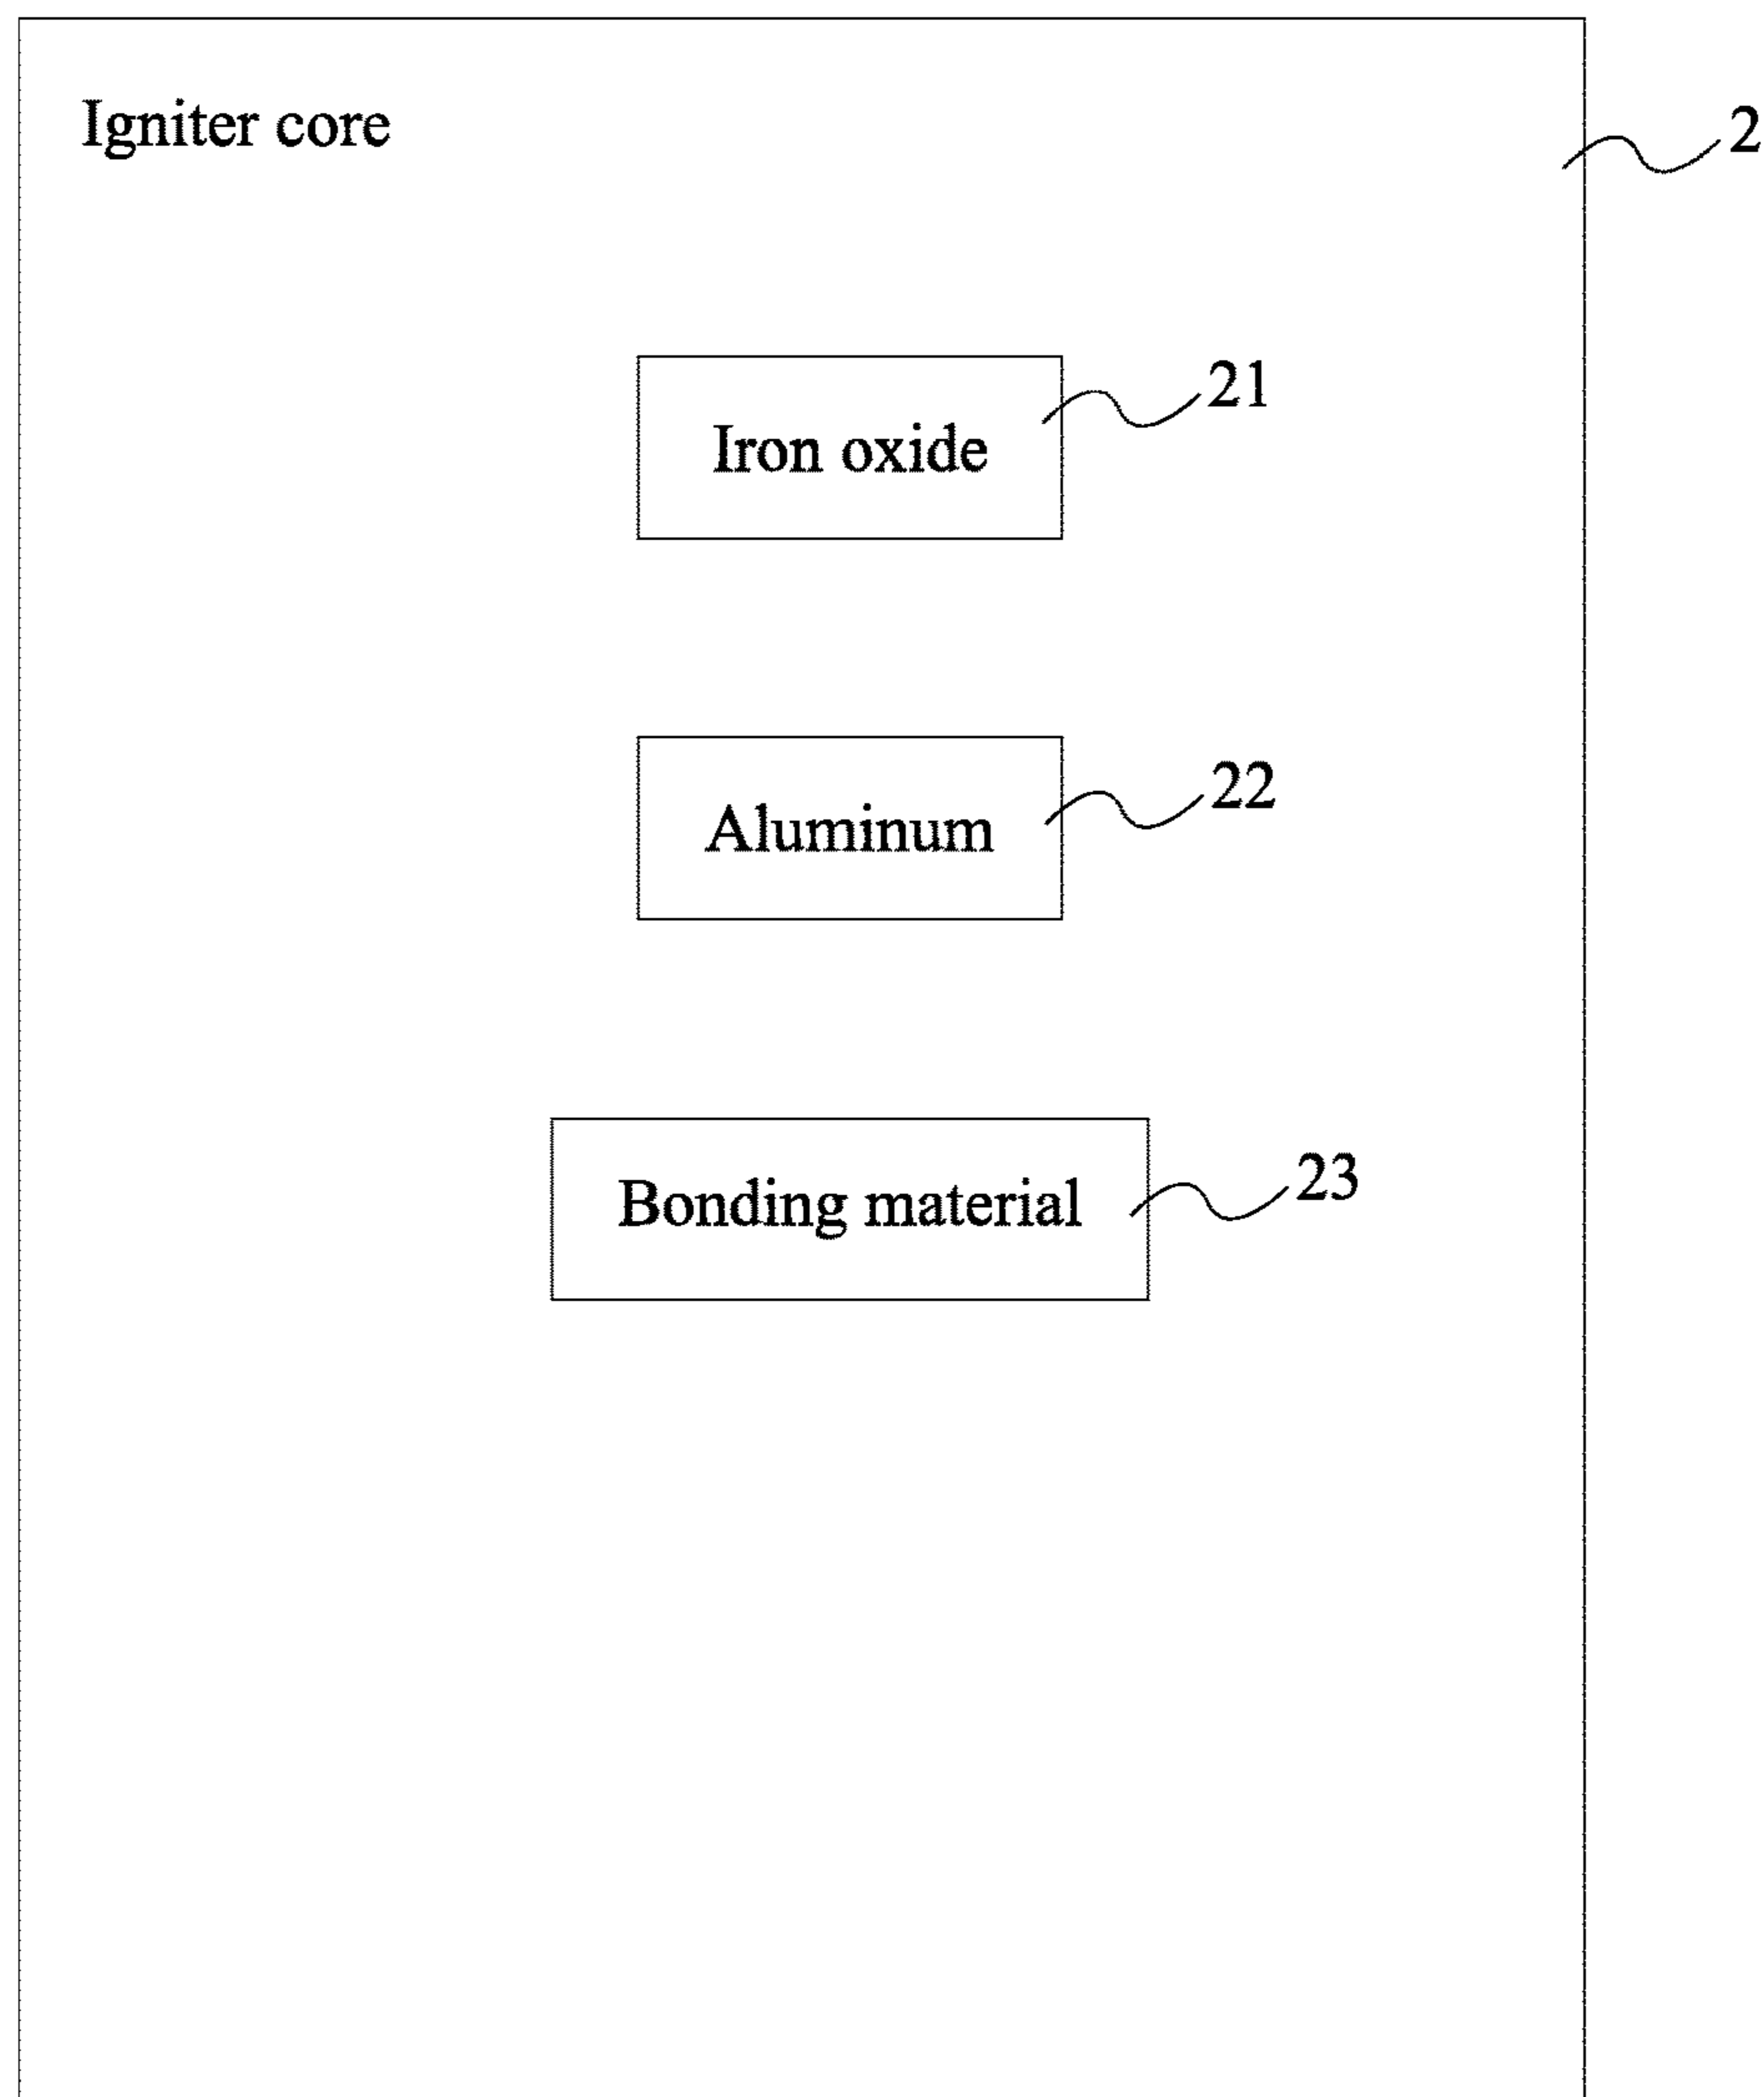 Igniter core
2
21
Iron oxide
22
Aluminum
23
Bonding material